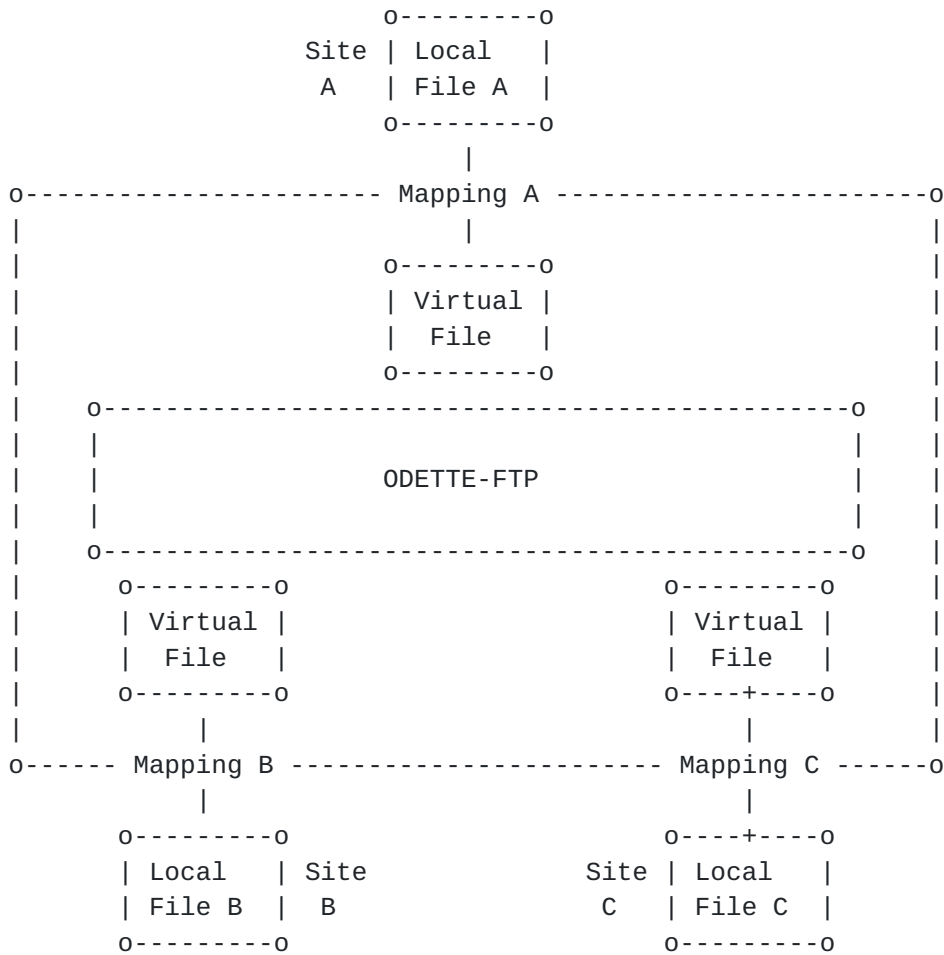 Site Local
A File A
Mapping A
Virtual
File
ODETTE-FTP
Virtual Virtual
File File
Mapping B Mapping C
Local Site Site Local
File B B C File C